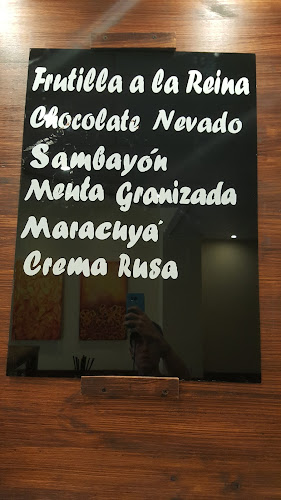 Frutilla a la Reina
Chocolate Nevado
Sambayón
Menta Granizada
Maracuyá
Crema Rusa